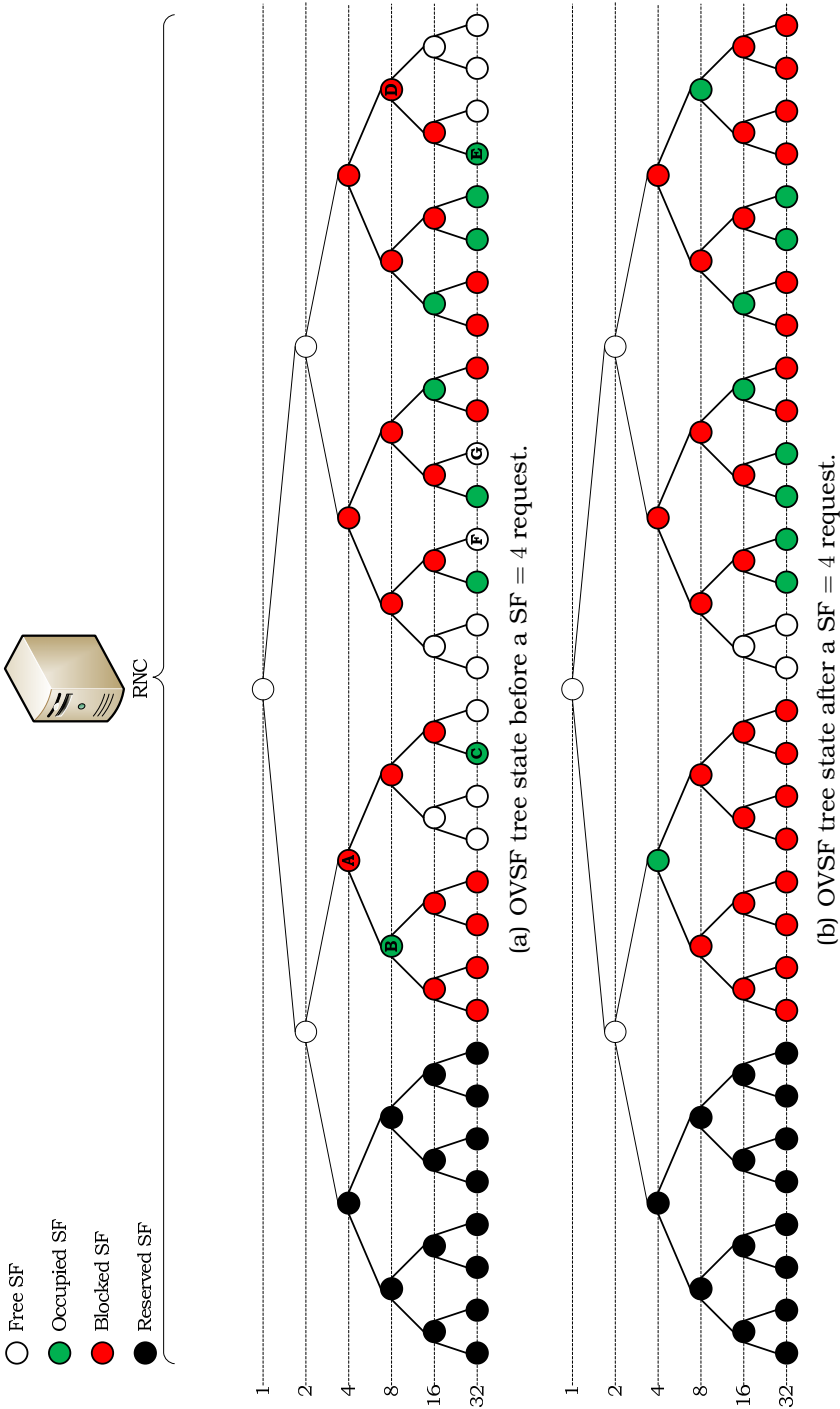 Free SF
Occupied SF
Blocked SF
Reserved SF
RNC
1
2
4
8
16
32
A
B
C
D
E
F
G
(a) OVSF tree state before a SF = 4 request.
1
2
4
8
16
32
(b) OVSF tree state after a SF = 4 request.